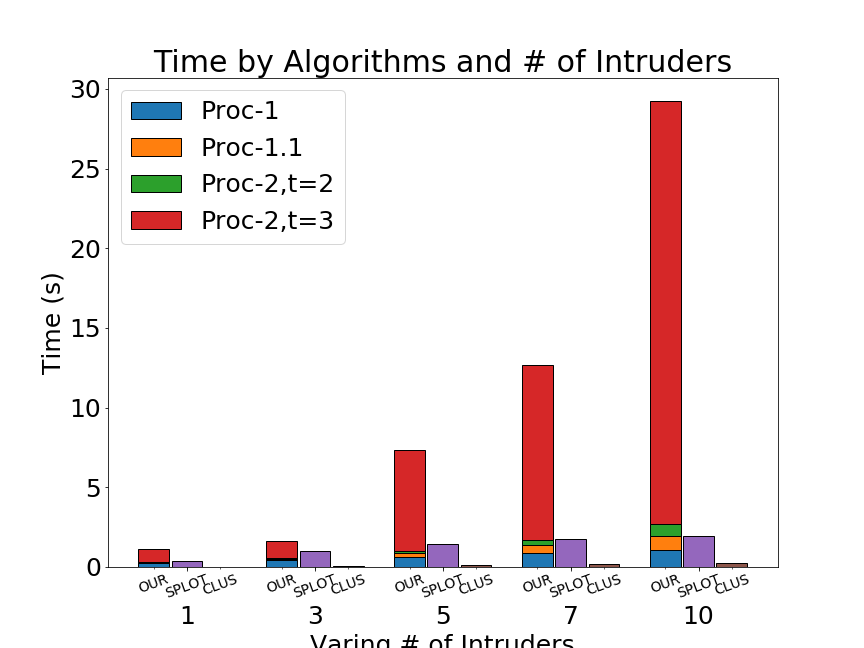 Time by Algorithms and # of Intruders
30
25
20
15
10
5
0
Time (s)
Proc-1
Proc-1.1
Proc-2,t=2
Proc-2,t=3
OUR SPLOT CLUS OUR SPLOT CLUS OUR SPLOT CLUS OUR SPLOT CLUS OUR SPLOT CLUS
1 3 5 7 10
Varing # of Intruders